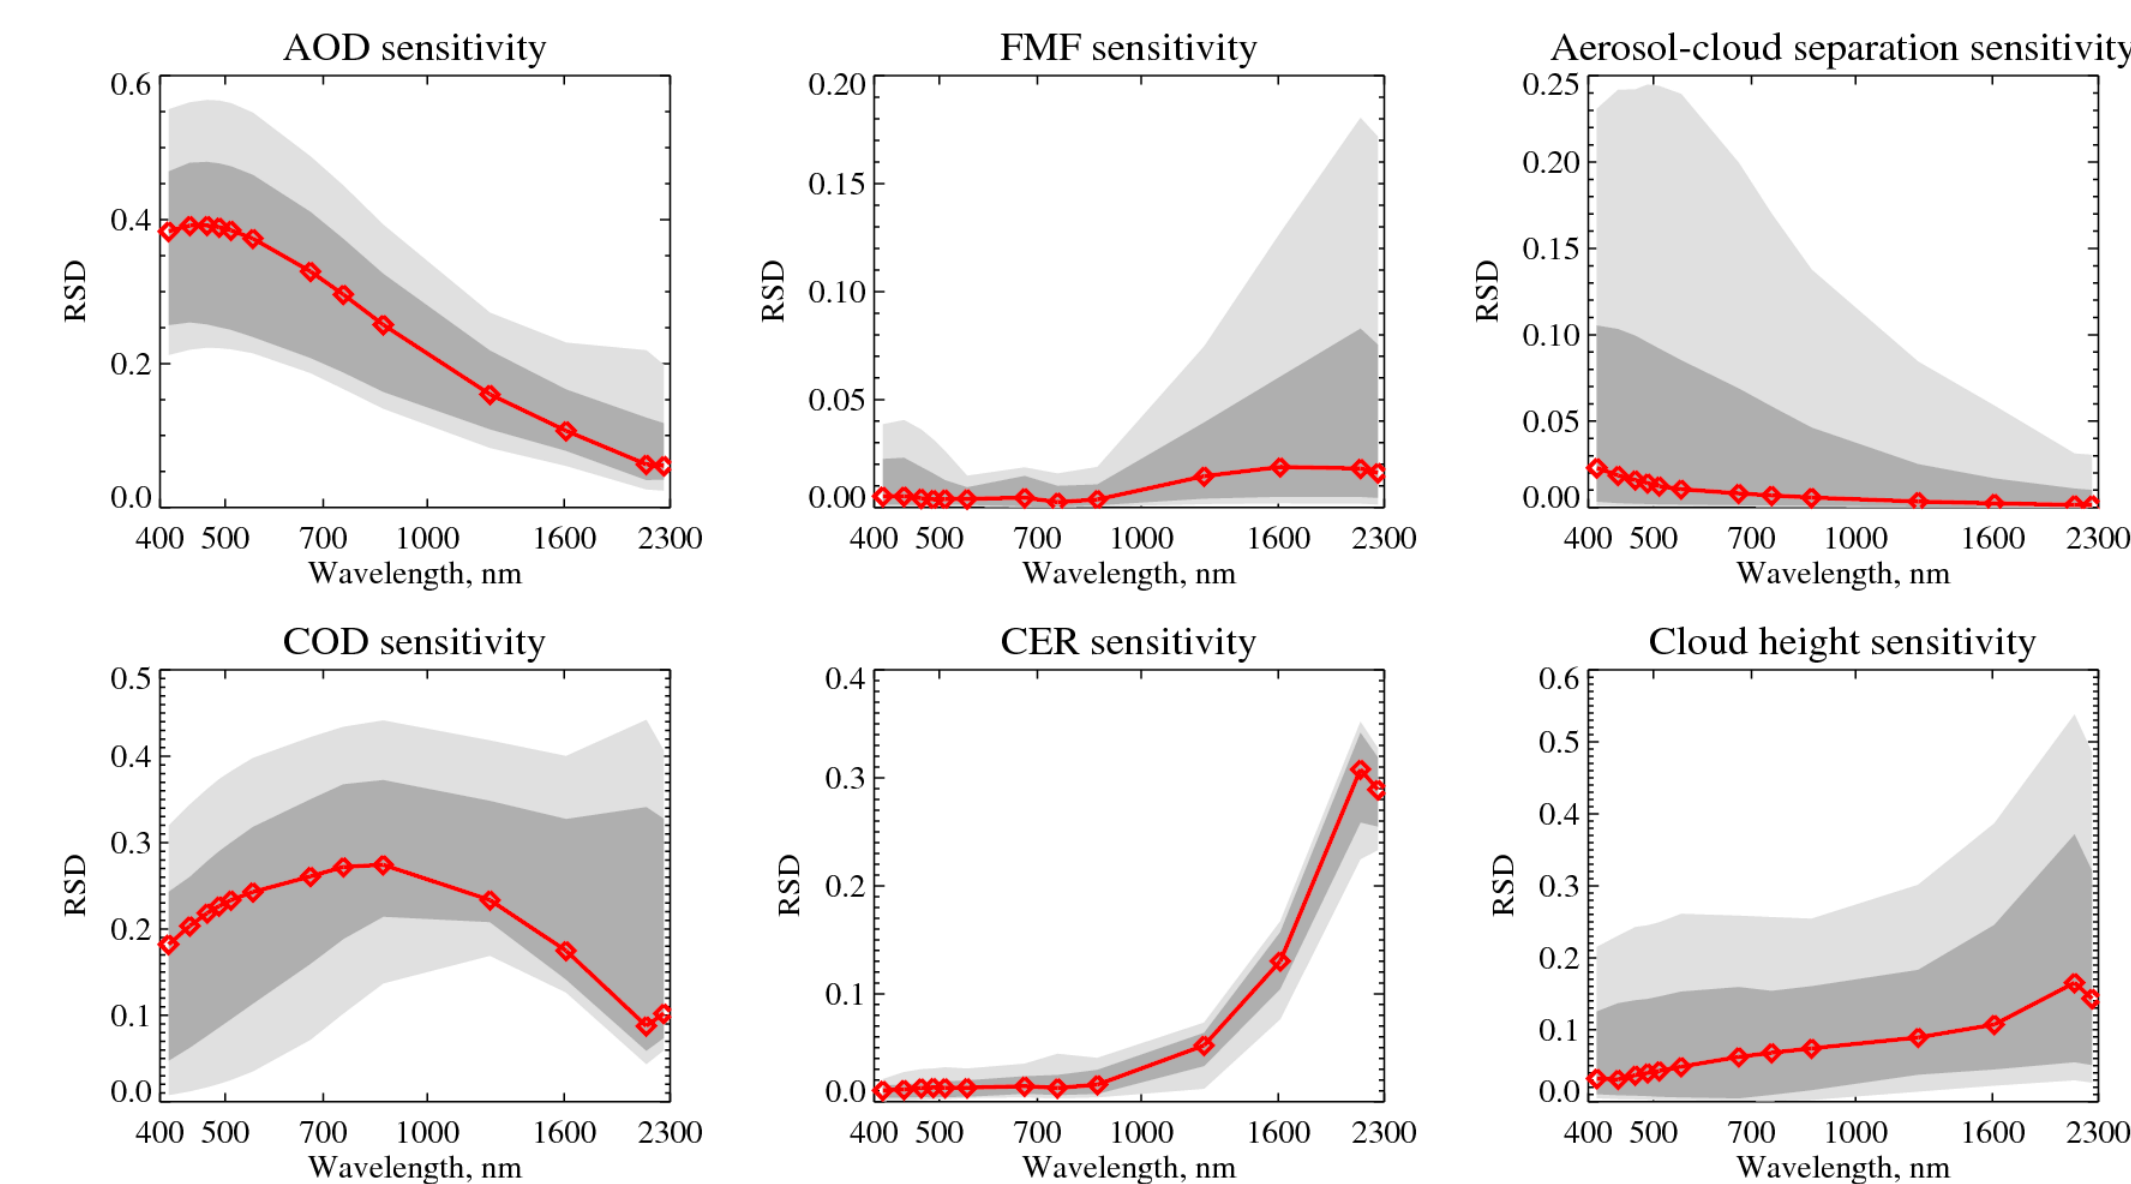 AOD sensitivity
0.6
0.4
0.2
0.0
RSD
400 500 700 1000 1600 2300
Wavelength, nm
FMF sensitivity
0.20
0.15
0.10
0.05
0.00
RSD
400 500 700 1000 1600 2300
Wavelength, nm
Aerosol-cloud separation sensitivity
0.25
0.20
0.15
0.10
0.05
0.00
RSD
400 500 700 1000 1600 2300
Wavelength, nm
COD sensitivity
0.5
0.4
0.3
0.2
0.1
0.0
RSD
400 500 700 1000 1600 2300
Wavelength, nm
CER sensitivity
0.4
0.3
0.2
0.1
0.0
RSD
400 500 700 1000 1600 2300
Wavelength, nm
Cloud height sensitivity
0.6
0.5
0.4
0.3
0.2
0.1
0.0
RSD
400 500 700 1000 1600 2300
Wavelength, nm